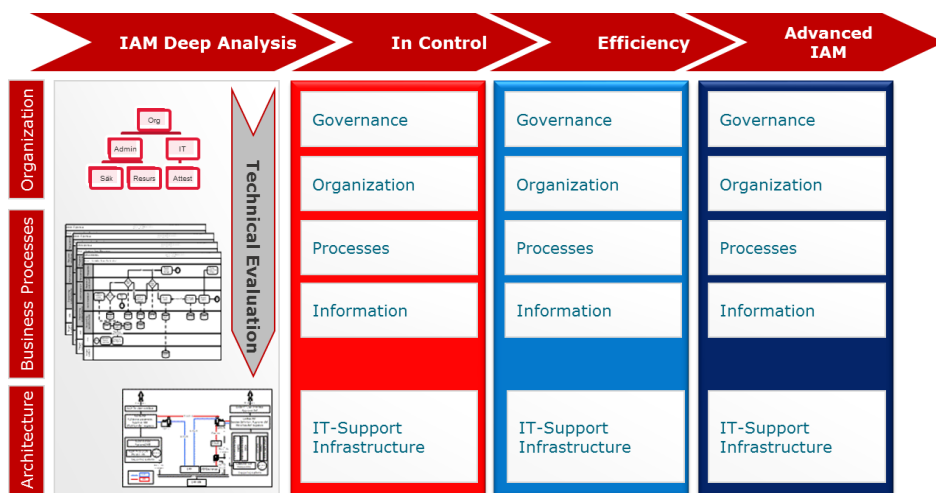 IAM Deep Analysis
In Control
Efficiency
Advanced
IAM
Organization
Business Processes
Architecture
Org
Admin
IT
Säk
Resurs
Attest
Technical Evaluation
Governance
Organization
Processes
Information
IT-Support
Infrastructure
Governance
Organization
Processes
Information
IT-Support
Infrastructure
Governance
Organization
Processes
Information
IT-Support
Infrastructure